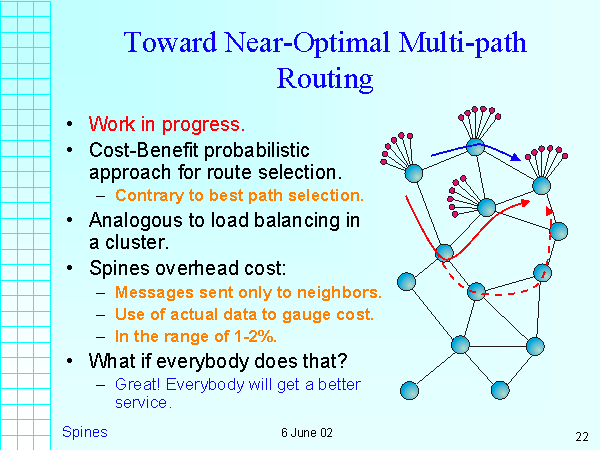 Toward Near-Optimal Multi-path
Routing
• Work in progress.
• Cost-Benefit probabilistic
approach for route selection.
– Contrary to best path selection.
• Analogous to load balancing in
a cluster.
• Spines overhead cost:
– Messages sent only to neighbors.
– Use of actual data to gauge cost.
– In the range of 1-2%.
• What if everybody does that?
– Great! Everybody will get a better
service.
Spines
6 June 02
22